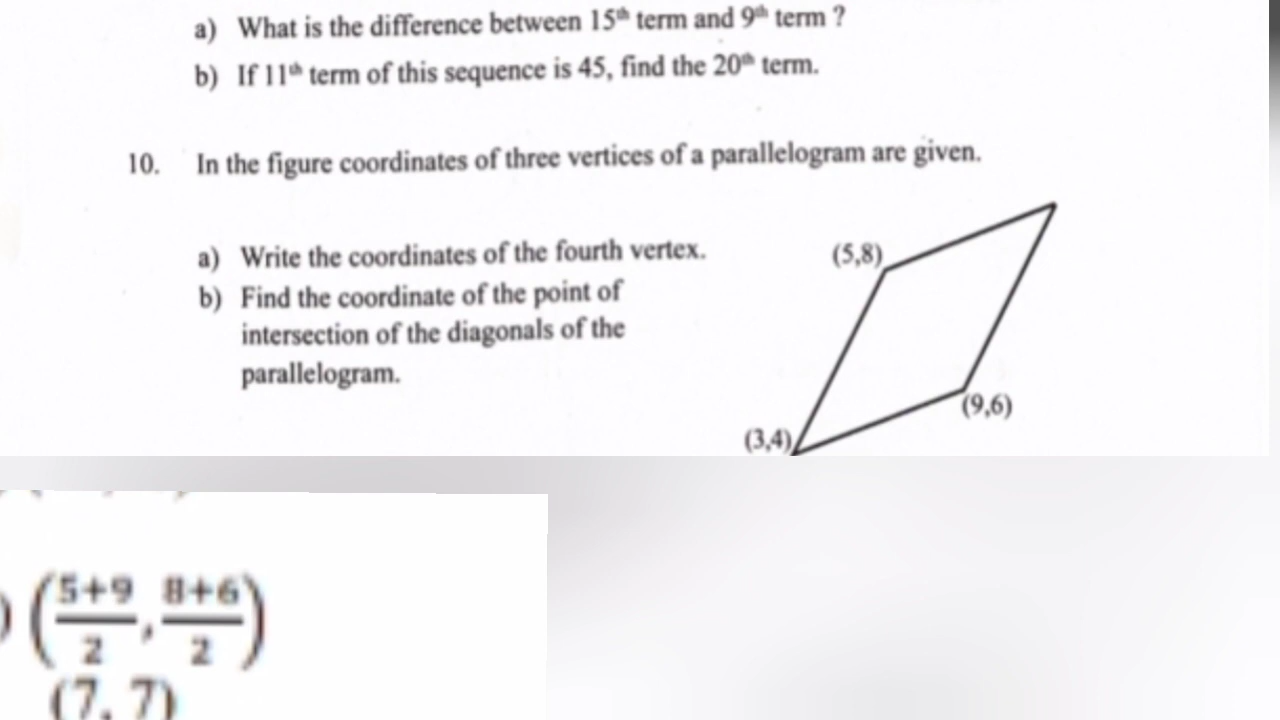 a) What is the difference between 15th term and 9th term ?
b) If 11th term of this sequence is 45, find the 20th term.
10. In the figure coordinates of three vertices of a parallelogram are given.
a) Write the coordinates of the fourth vertex.
b) Find the coordinate of the point of
intersection of the diagonals of the
parallelogram.
(5,8)
(9,6)
(3,4)
) (5+9/2, 8+6/2)
(7, 7)